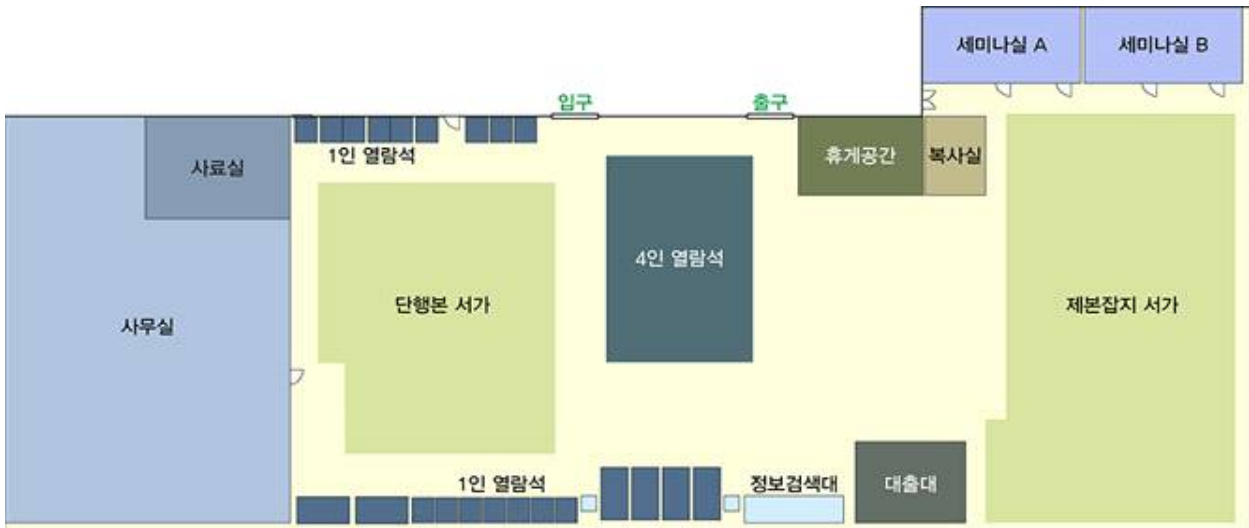 세미나실 A
세미나실 B
입구
출구
사료실
1인 열람석
휴게공간
복사실
4인 열람석
단행본 서가
제본잡지 서가
사무실
1인 열람석
정보검색대
대출대